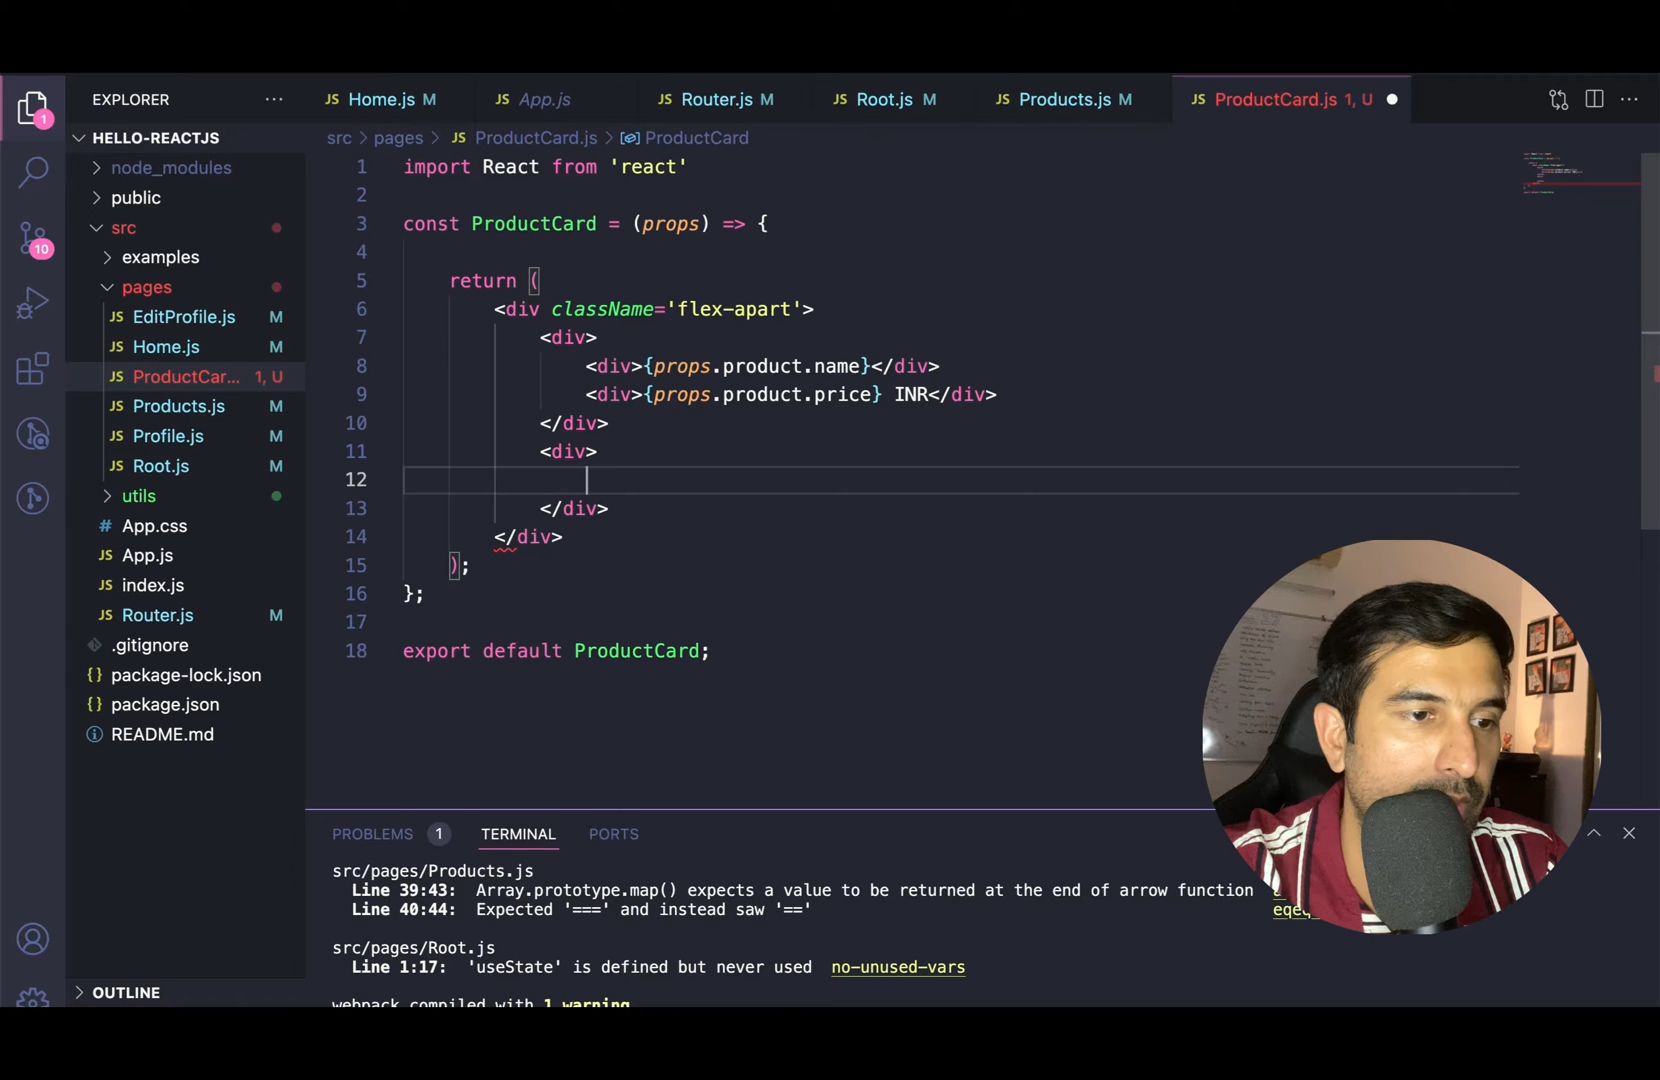 EXPLORER
Home.js M
App.js
Router.js M
Root.js M
Products.js M
ProductCard.js 1, U
1
HELLO-REACTJS
src > pages > ProductCard.js > ProductCard
node_modules
public
src
examples
pages
EditProfile.js M
Home.js M
ProductCar... 1, U
Products.js M
Profile.js M
Root.js M
utils
App.css
App.js
index.js
Router.js M
.gitignore
package-lock.json
package.json
README.md
OUTLINE
10
1 import React from 'react'
2
3 const ProductCard = (props) => {
4
5 return (
6 <div className='flex-apart'>
7 <div>
8 <div>{props.product.name}</div>
9 <div>{props.product.price} INR</div>
10 </div>
11 <div>
12
13 </div>
14 </div>
15 );
16 };
17
18 export default ProductCard;
PROBLEMS 1 TERMINAL PORTS
src/pages/Products.js
Line 39:43: Array.prototype.map() expects a value to be returned at the end of arrow function
Line 40:44: Expected '===' and instead saw '=='
src/pages/Root.js
Line 1:17: 'useState' is defined but never used no-unused-vars
webpack compiled with 1 warning